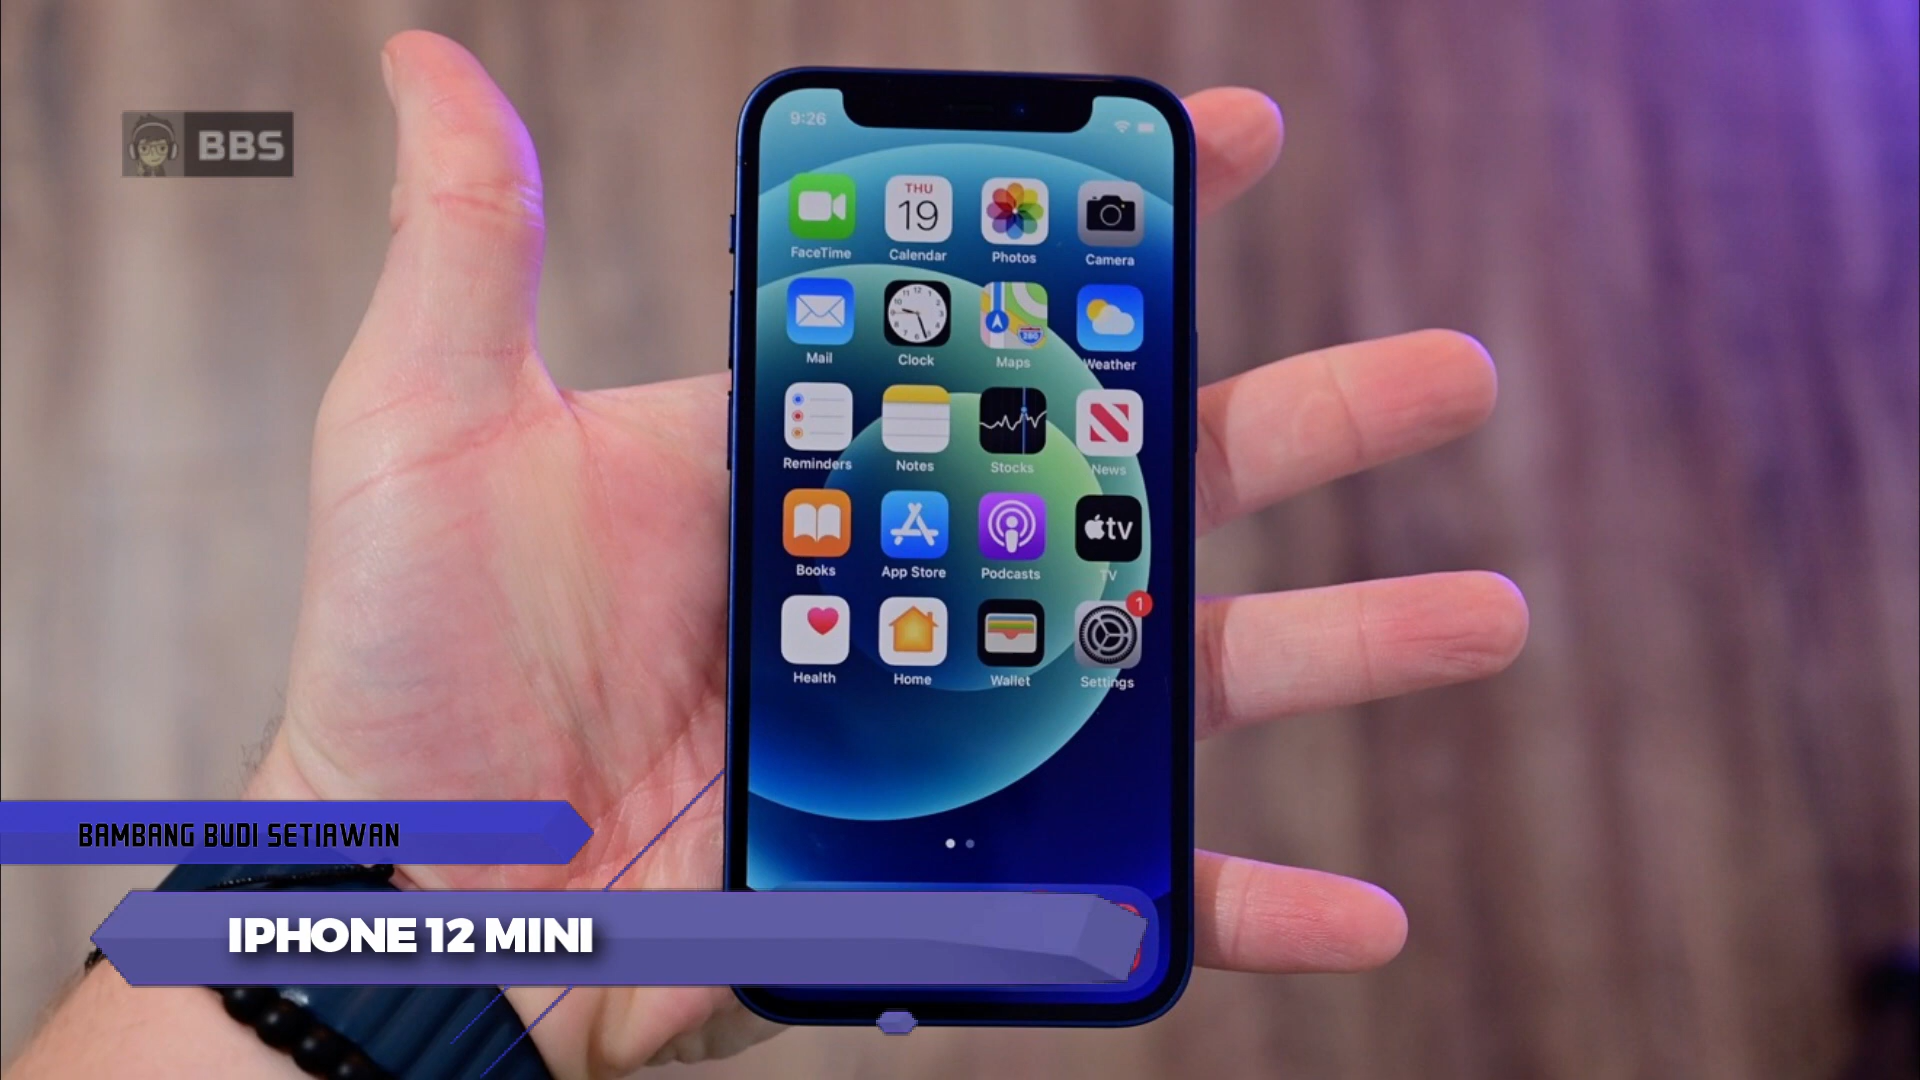 BBS
9:26
THU
19
FaceTime
Calendar
Photos
Camera
280
Mail
Clock
Maps
Weather
Reminders
Notes
Stocks
News
tv
Books
App Store
Podcasts
TV
1
Health
Home
Wallet
Settings
BAMBANG BUDI SETIAWAN
IPHONE 12 MINI